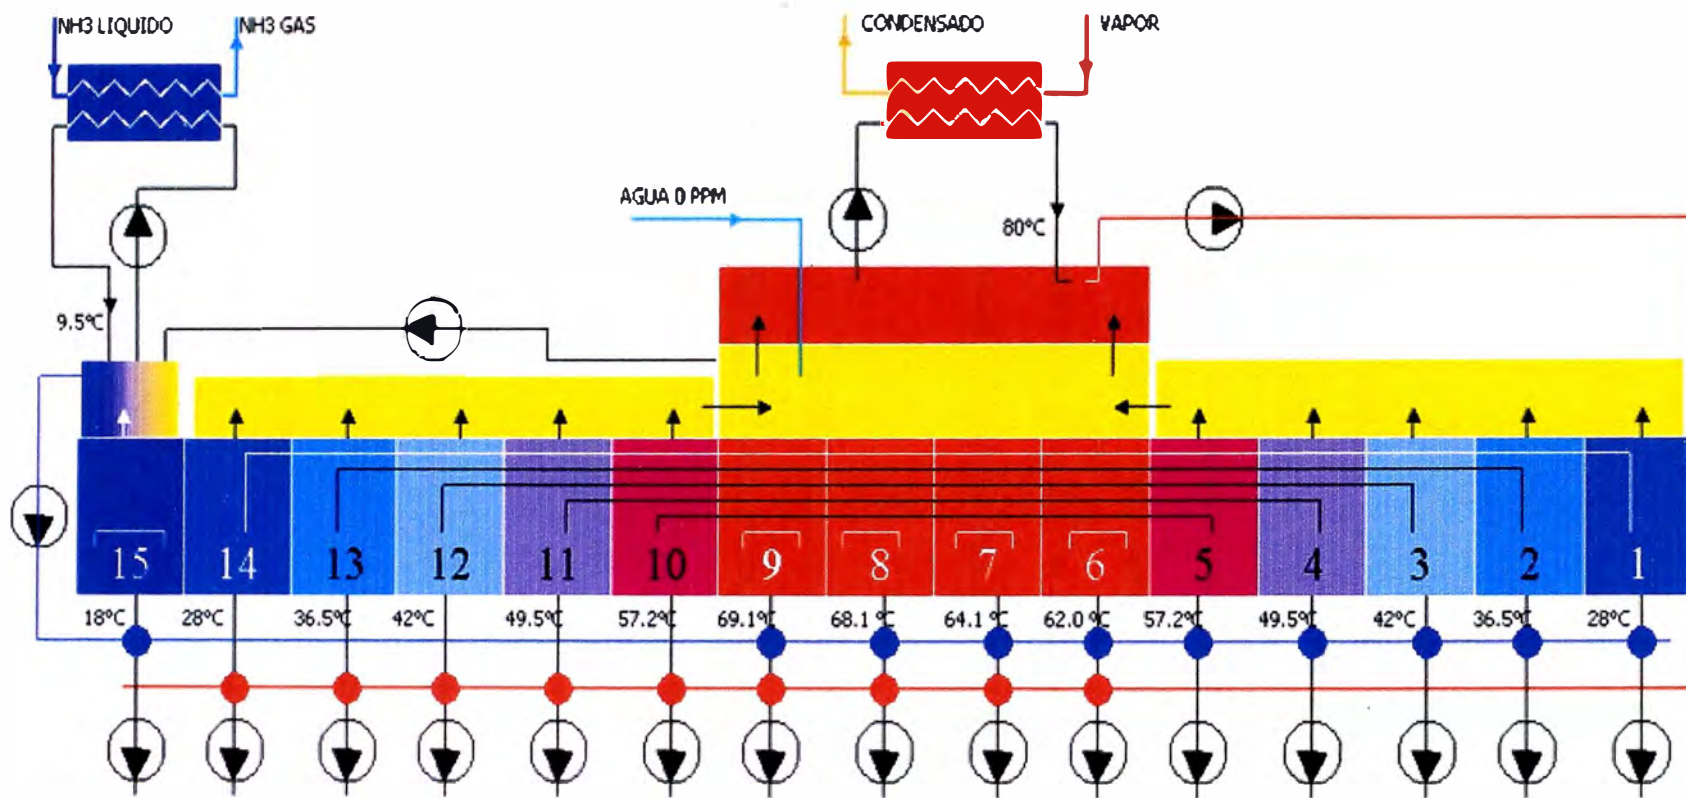 NH3 LIQUIDO
NH3 GAS
CONDENSADO
VAPOR
AGUA 0 PPM
80°C
9.5°C
15 14 13 12 11 10 9 8 7 6 5 4 3 2 1
18°C 28°C 36.5°C 42°C 49.5°C 57.2°C 69.1°C 68.1 °C 64.1 °C 62.0 °C 57.2°C 49.5°C 42°C 36.5°C 28°C